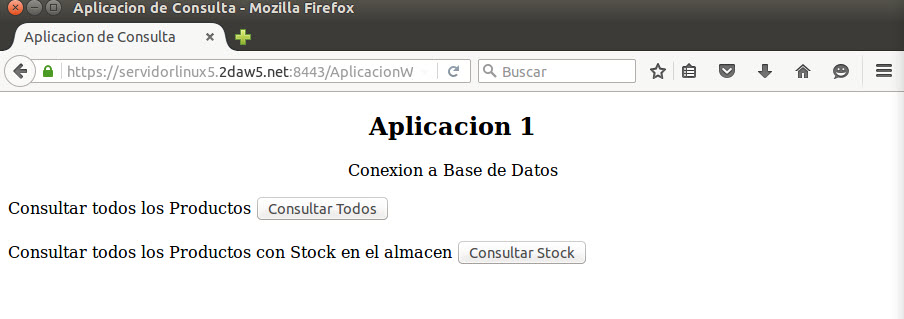 Aplicacion de Consulta - Mozilla Firefox
Aplicacion de Consulta
https://servidorlinux5.2daw5.net:8443/AplicacionW
Buscar
Aplicacion 1
Conexion a Base de Datos
Consultar todos los Productos Consultar Todos
Consultar todos los Productos con Stock en el almacen Consultar Stock